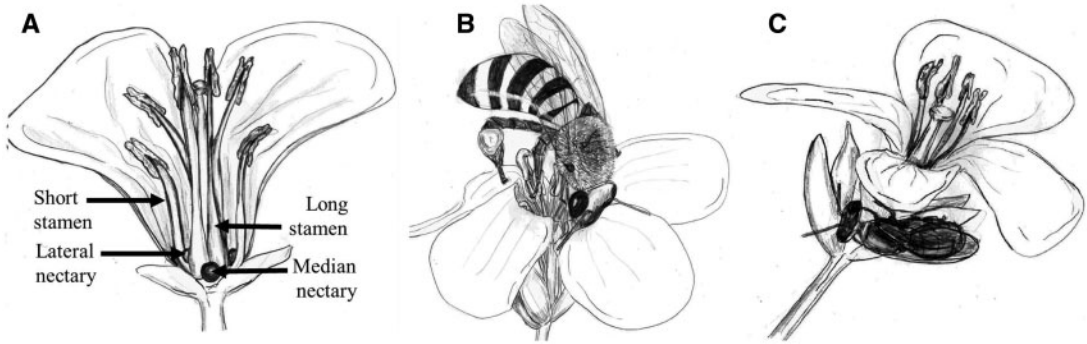 A
B
C
Short
stamen
Lateral
nectary
Long
stamen
Median
nectary